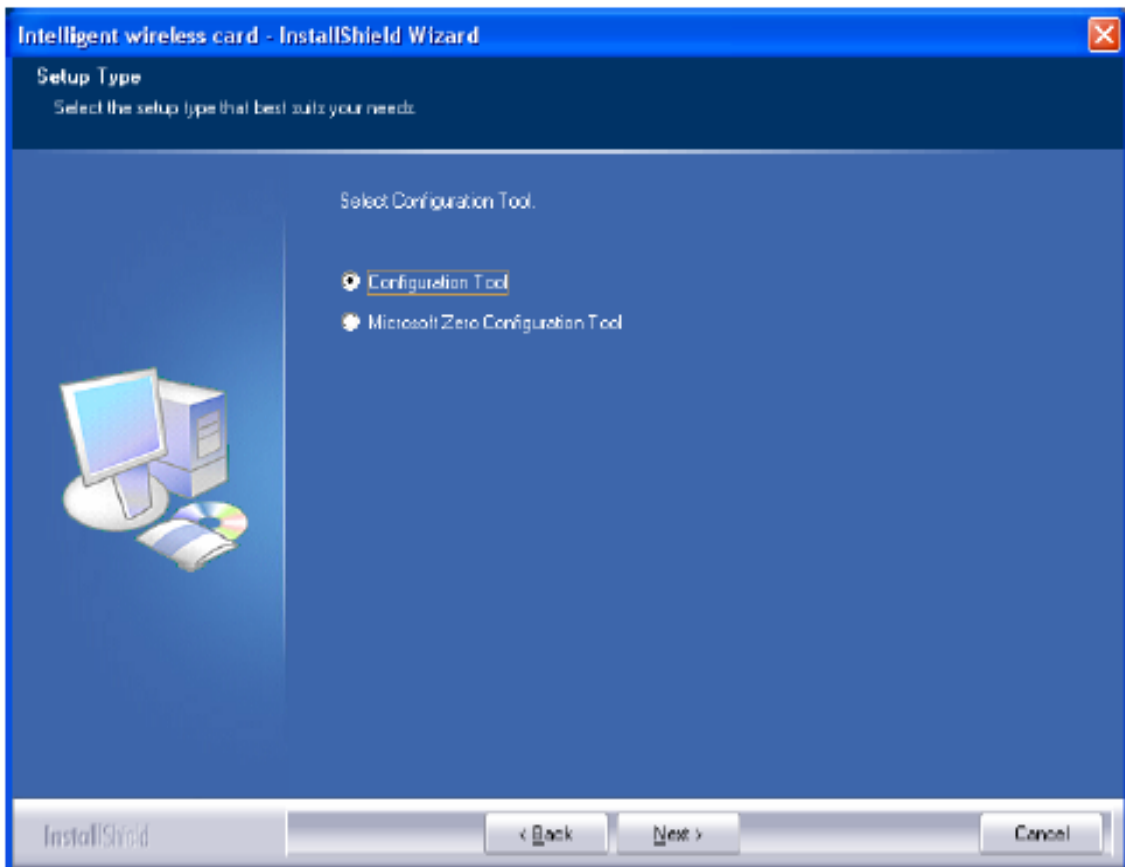 Intelligent wireless card - InstallShield Wizard
Setup Type
Select the setup type that best suits your needs.
Select Configuration Tool.
Configuration Tool
Microsoft Zero Configuration Tool
InstallShield
< Back
Next >
Cancel